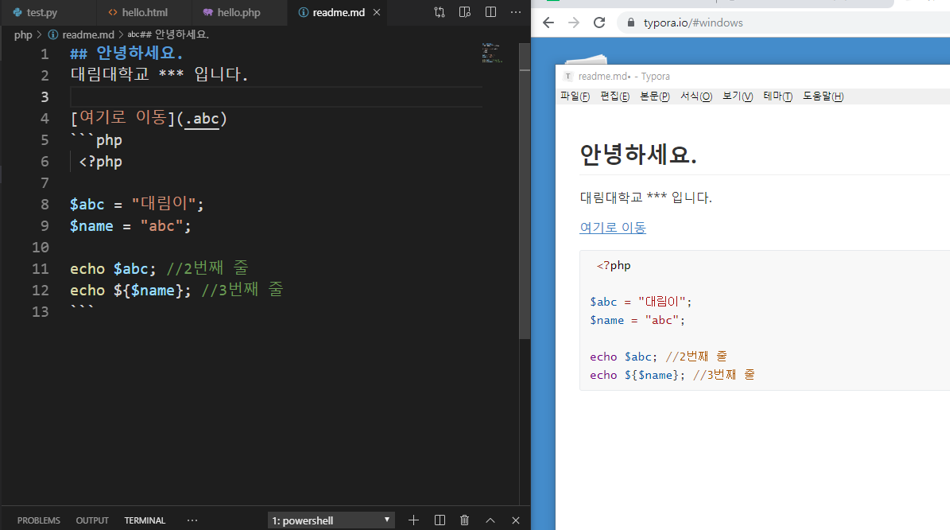 test.py hello.html hello.php readme.md
php > readme.md > ## 안녕하세요.
1 ## 안녕하세요.
2 대림대학교 *** 입니다.
3
4 [여기로 이동](.abc)
5 ```php
6 <?php
7
8 $abc = "대림이";
9 $name = "abc";
10
11 echo $abc; //2번째 줄
12 echo ${$name}; //3번째 줄
13 ```
PROBLEMS OUTPUT TERMINAL ... 1: powershell
typora.io/#windows
readme.md• - Typora
파일(F) 편집(E) 본문(P) 서식(O) 보기(V) 테마(T) 도움말(H)
안녕하세요.
대림대학교 *** 입니다.
여기로 이동
<?php
$abc = "대림이";
$name = "abc";
echo $abc; //2번째 줄
echo ${$name}; //3번째 줄